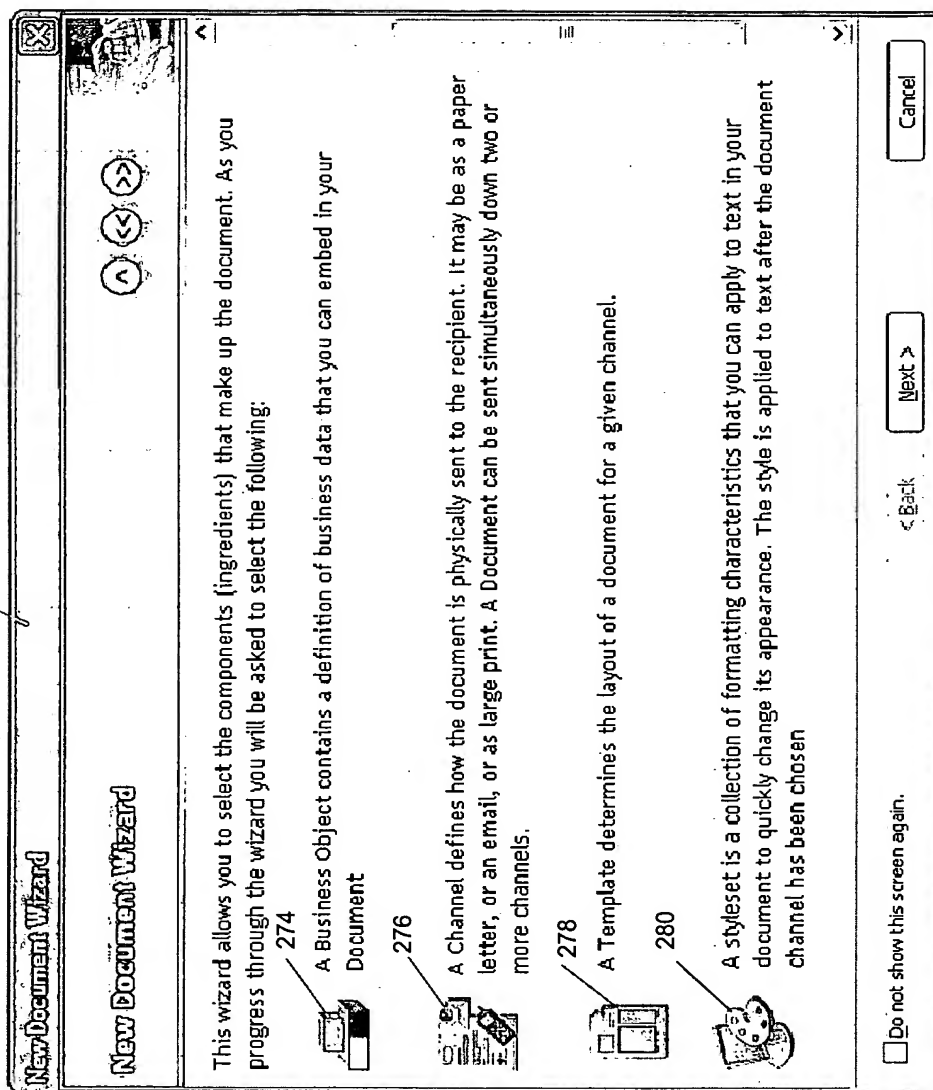 New Document Wizard
New Document Wizard
This wizard allows you to select the components (ingredients) that make up the document. As you
progress through the wizard you will be asked to select the following:
274
A Business Object contains a definition of business data that you can embed in your
Document
276
A Channel defines how the document is physically sent to the recipient. It may be as a paper
letter, or an email, or as large print. A Document can be sent simultaneously down two or
more channels.
278
A Template determines the layout of a document for a given channel.
280
A styleset is a collection of formatting characteristics that you can apply to text in your
document to quickly change its appearance. The style is applied to text after the document
channel has been chosen
Do not show this screen again.
< Back
Next >
Cancel